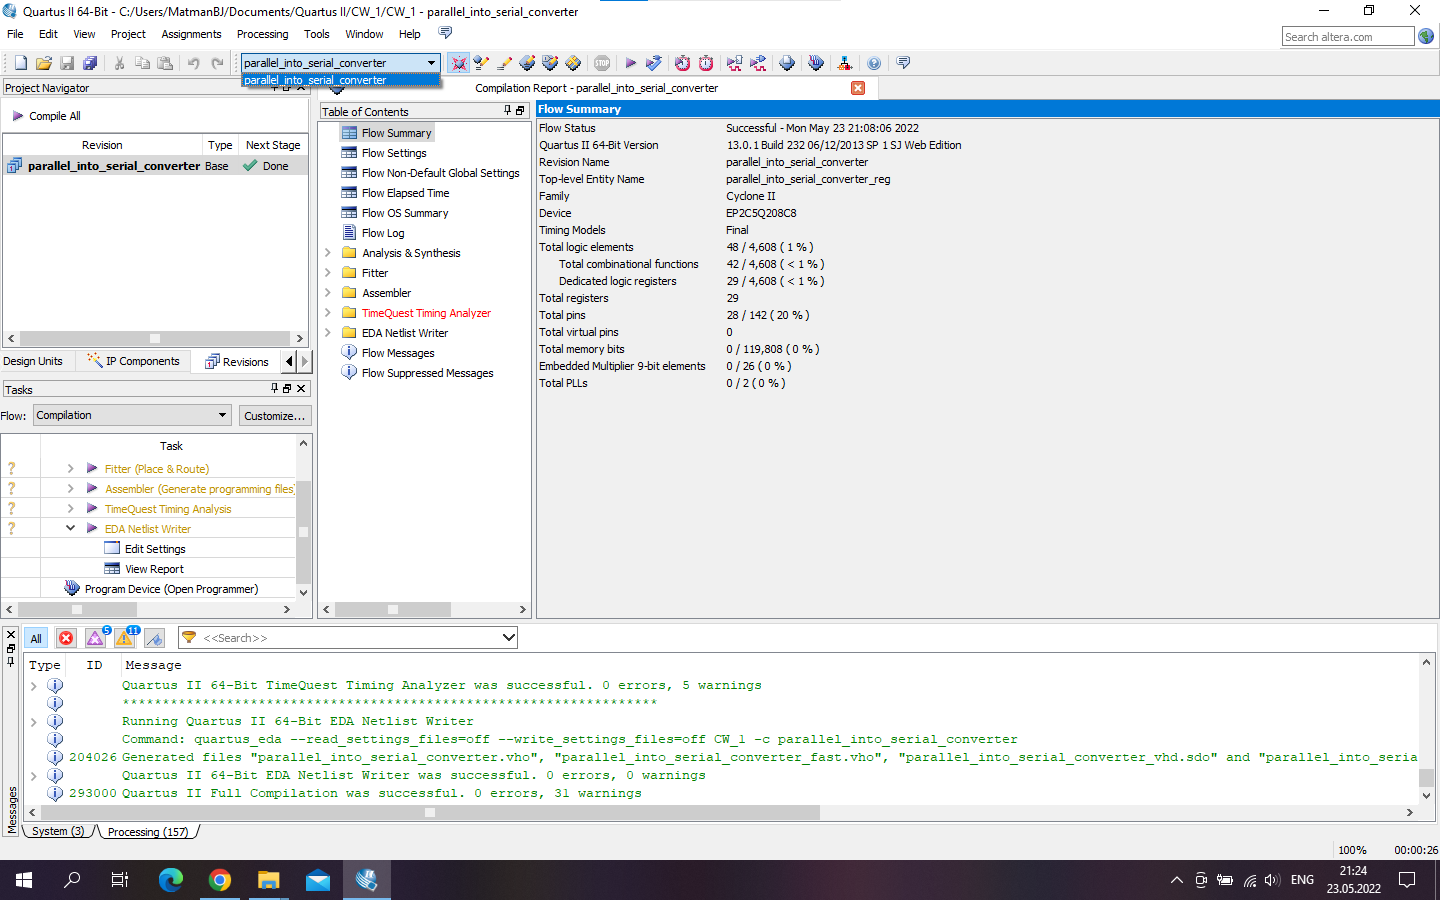 Quartus II 64-Bit - C:/Users/MatmanBJ/Documents/Quartus II/CW_1/CW_1 - parallel_into_serial_converter
File Edit View Project Assignments Processing Tools Window Help
Search altera.com
parallel_into_serial_converter
parallel_into_serial_converter
Project Navigator
Compile All
Revision Type Next Stage
parallel_into_serial_converter Base Done
Design Units IP Components Revisions
Tasks
Flow: Compilation Customize...
Task
Fitter (Place & Route)
Assembler (Generate programming files)
TimeQuest Timing Analysis
EDA Netlist Writer
Edit Settings
View Report
Program Device (Open Programmer)
Compilation Report - parallel_into_serial_converter
Table of Contents
Flow Summary
Flow Settings
Flow Non-Default Global Settings
Flow Elapsed Time
Flow OS Summary
Flow Log
Analysis & Synthesis
Fitter
Assembler
TimeQuest Timing Analyzer
EDA Netlist Writer
Flow Messages
Flow Suppressed Messages
Flow Summary
Flow Status Successful - Mon May 23 21:08:06 2022
Quartus II 64-Bit Version 13.0.1 Build 232 06/12/2013 SP 1 SJ Web Edition
Revision Name parallel_into_serial_converter
Top-level Entity Name parallel_into_serial_converter_reg
Family Cyclone II
Device EP2C5Q208C8
Timing Models Final
Total logic elements 48 / 4,608 ( 1 % )
Total combinational functions 42 / 4,608 ( < 1 % )
Dedicated logic registers 29 / 4,608 ( < 1 % )
Total registers 29
Total pins 28 / 142 ( 20 % )
Total virtual pins 0
Total memory bits 0 / 119,808 ( 0 % )
Embedded Multiplier 9-bit elements 0 / 26 ( 0 % )
Total PLLs 0 / 2 ( 0 % )
All 5 11 <<Search>>
Type ID Message
Quartus II 64-Bit TimeQuest Timing Analyzer was successful. 0 errors, 5 warnings
*******************************************************************
Running Quartus II 64-Bit EDA Netlist Writer
Command: quartus_eda --read_settings_files=off --write_settings_files=off CW_1 -c parallel_into_serial_converter
204026 Generated files "parallel_into_serial_converter.vho", "parallel_into_serial_converter_fast.vho", "parallel_into_serial_converter_vhd.sdo" and "parallel_into_seria
Quartus II 64-Bit EDA Netlist Writer was successful. 0 errors, 0 warnings
293000 Quartus II Full Compilation was successful. 0 errors, 31 warnings
Messages
System (3) Processing (157)
100% 00:00:26
ENG
21:24
23.05.2022